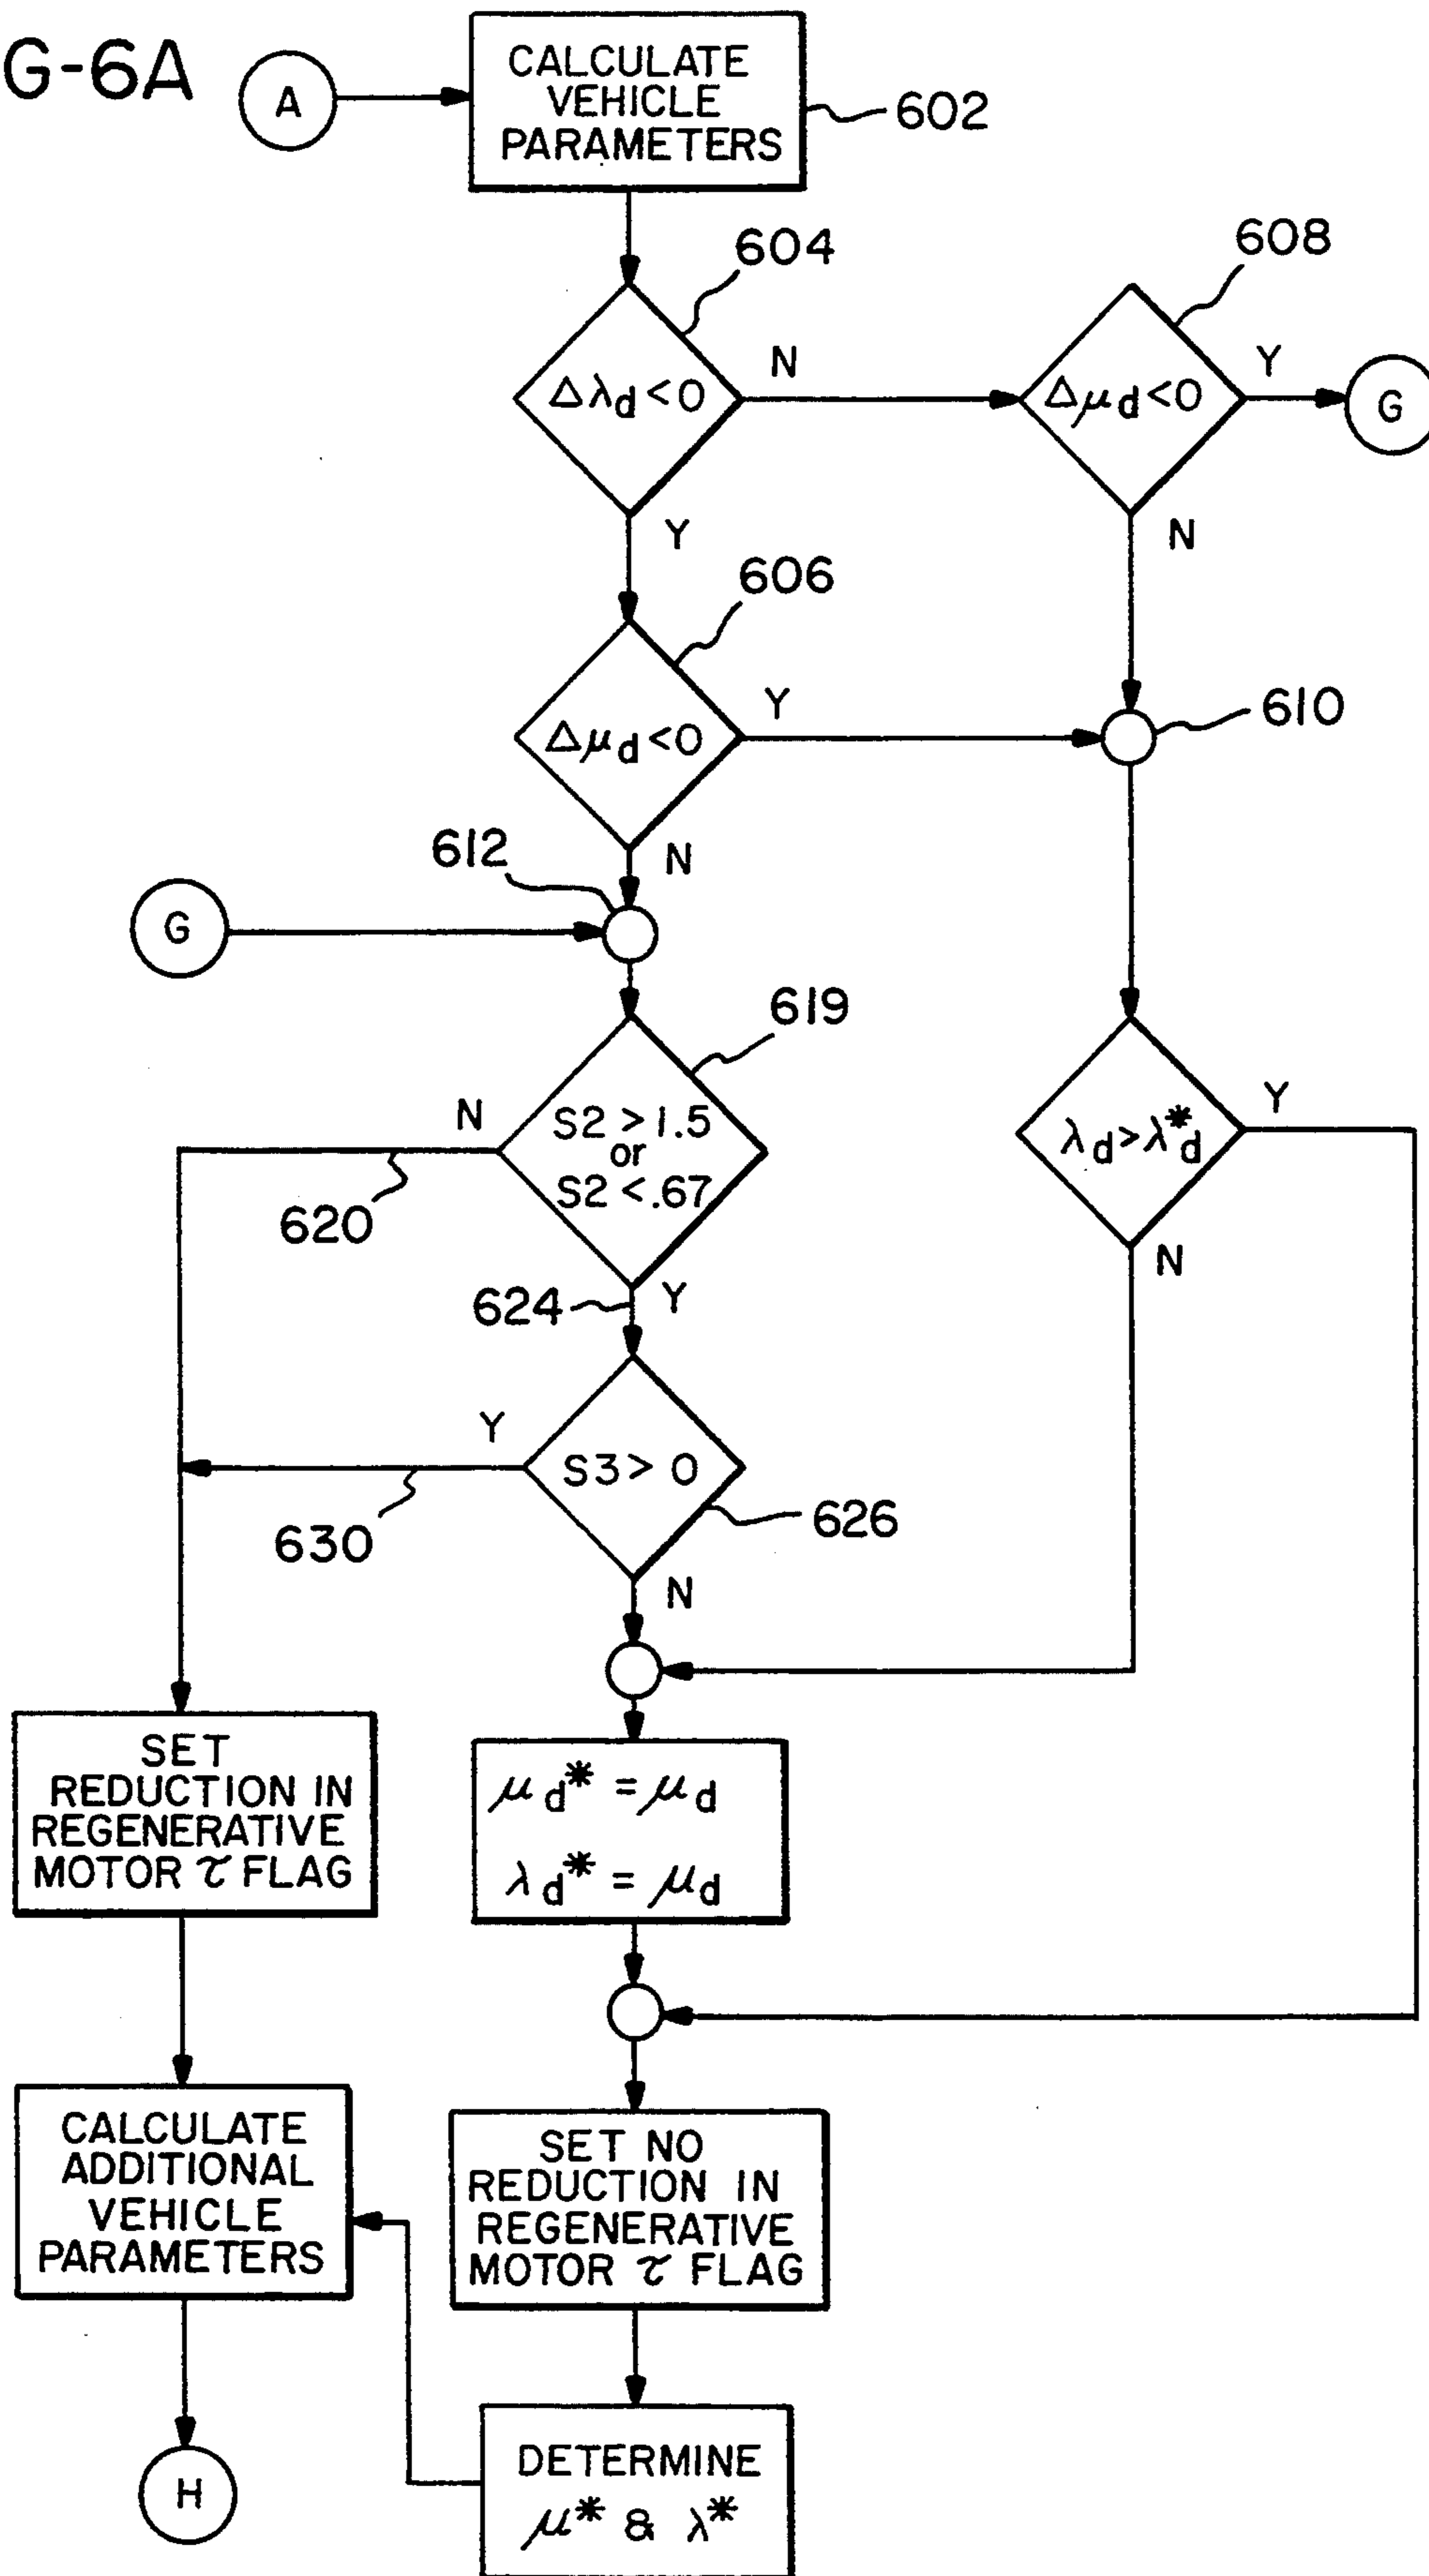 G-6A
A
CALCULATE
VEHICLE
PARAMETERS
602
604
608
Δλd<0
N
Δμd<0
Y
G
Y
N
606
Δμd<0
Y
610
612
N
G
619
N
S2>1.5
or
S2<.67
λd>λ*d
Y
620
624
Y
N
Y
S3>0
630
626
N
SET
REDUCTION IN
REGENERATIVE
MOTOR τ FLAG
μd*=μd
λd*=μd
CALCULATE
ADDITIONAL
VEHICLE
PARAMETERS
SET NO
REDUCTION IN
REGENERATIVE
MOTOR τ FLAG
H
DETERMINE
μ* & λ*